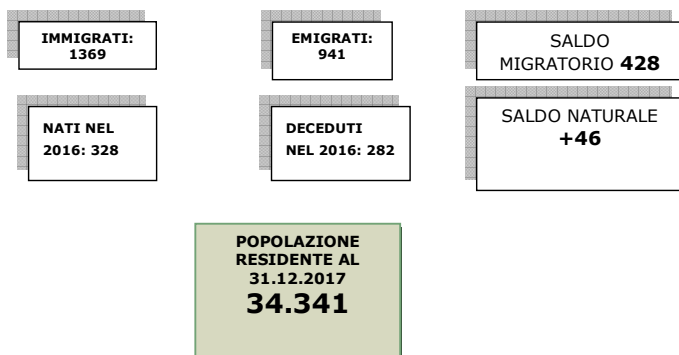 IMMIGRATI:
1369
EMIGRATI:
941
SALDO
MIGRATORIO 428
NATI NEL
2016: 328
DECEDUTI
NEL 2016: 282
SALDO NATURALE
+46
POPOLAZIONE
RESIDENTE AL
31.12.2017
34.341